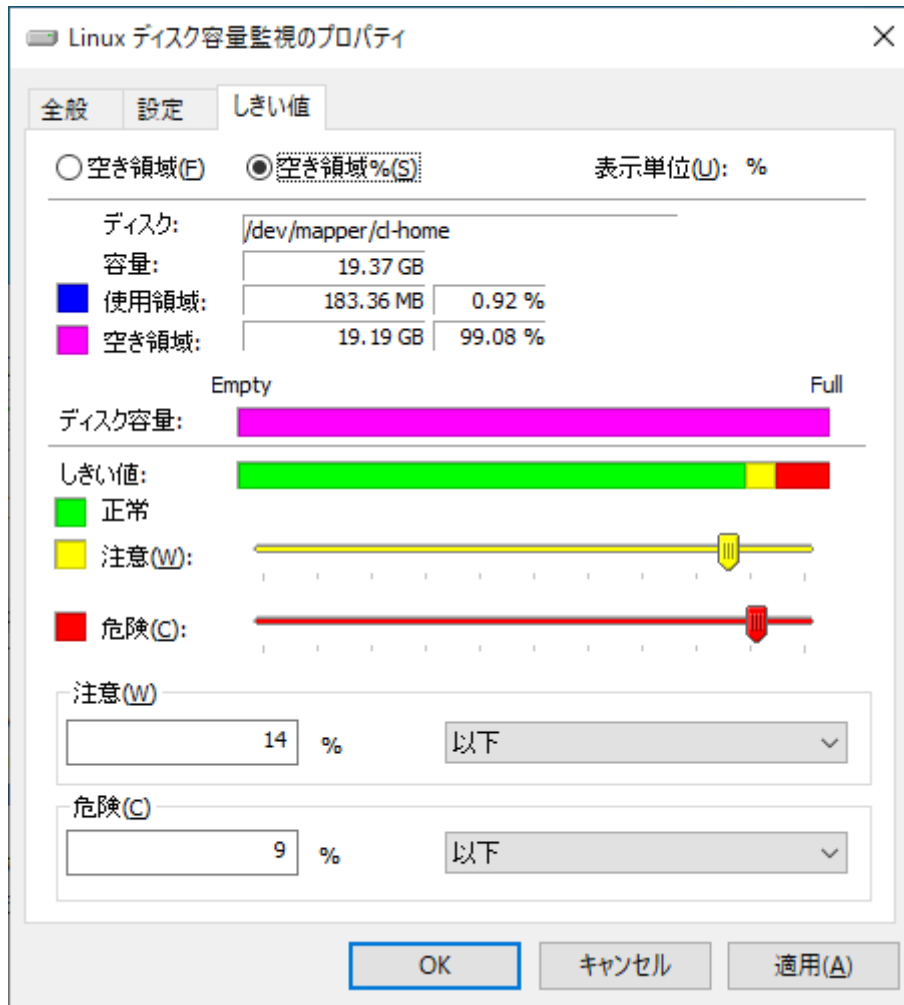 Linux ディスク容量監視のプロパティ
全般 設定 しきい値
空き領域(F) 空き領域%(S) 表示単位(U): %
ディスク: /dev/mapper/cl-home
容量: 19.37 GB
使用領域: 183.36 MB 0.92 %
空き領域: 19.19 GB 99.08 %
Empty Full
ディスク容量:
しきい値:
正常
注意(W):
危険(C):
注意(W)
14 % 以下
危険(C)
9 % 以下
OK キャンセル 適用(A)